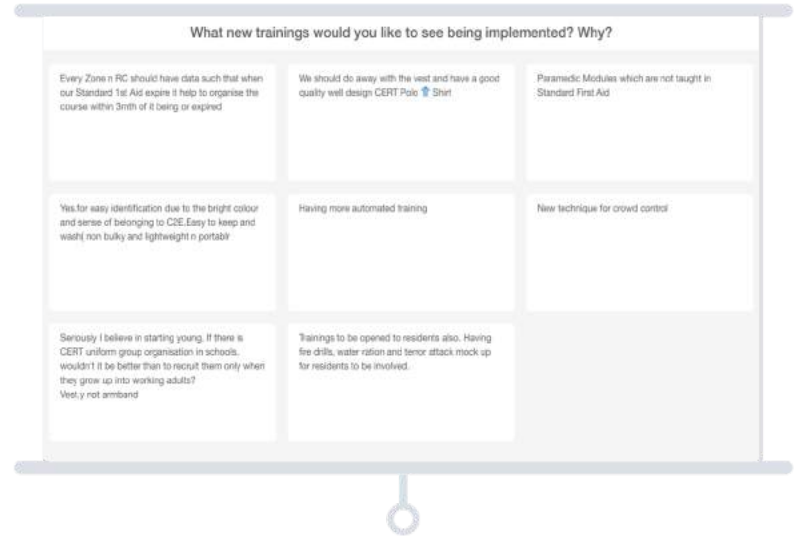 What new trainings would you like to see being implemented? Why?
Every Zone n RC should have data such that when
our Standard 1st Aid expire it help to organise the
course within 3mth of it being or expired
We should do away with the vest and have a good
quality well design CERT Polo 👕 Shirt
Paramedic Modules which are not taught in
Standard First Aid
Yes.for easy identification due to the bright colour
and sense of belonging to C2E.Easy to keep and
wash( non bulky and lightweight n portablr
Having more automated training
New technique for crowd control
Seriously I believe in starting young. If there is
CERT uniform group organisation in schools,
wouldn't it be better than to recruit them only when
they grow up into working adults?
Vest.y not armband
Trainings to be opened to residents also. Having
fire drills, water ration and terror attack mock up
for residents to be involved.